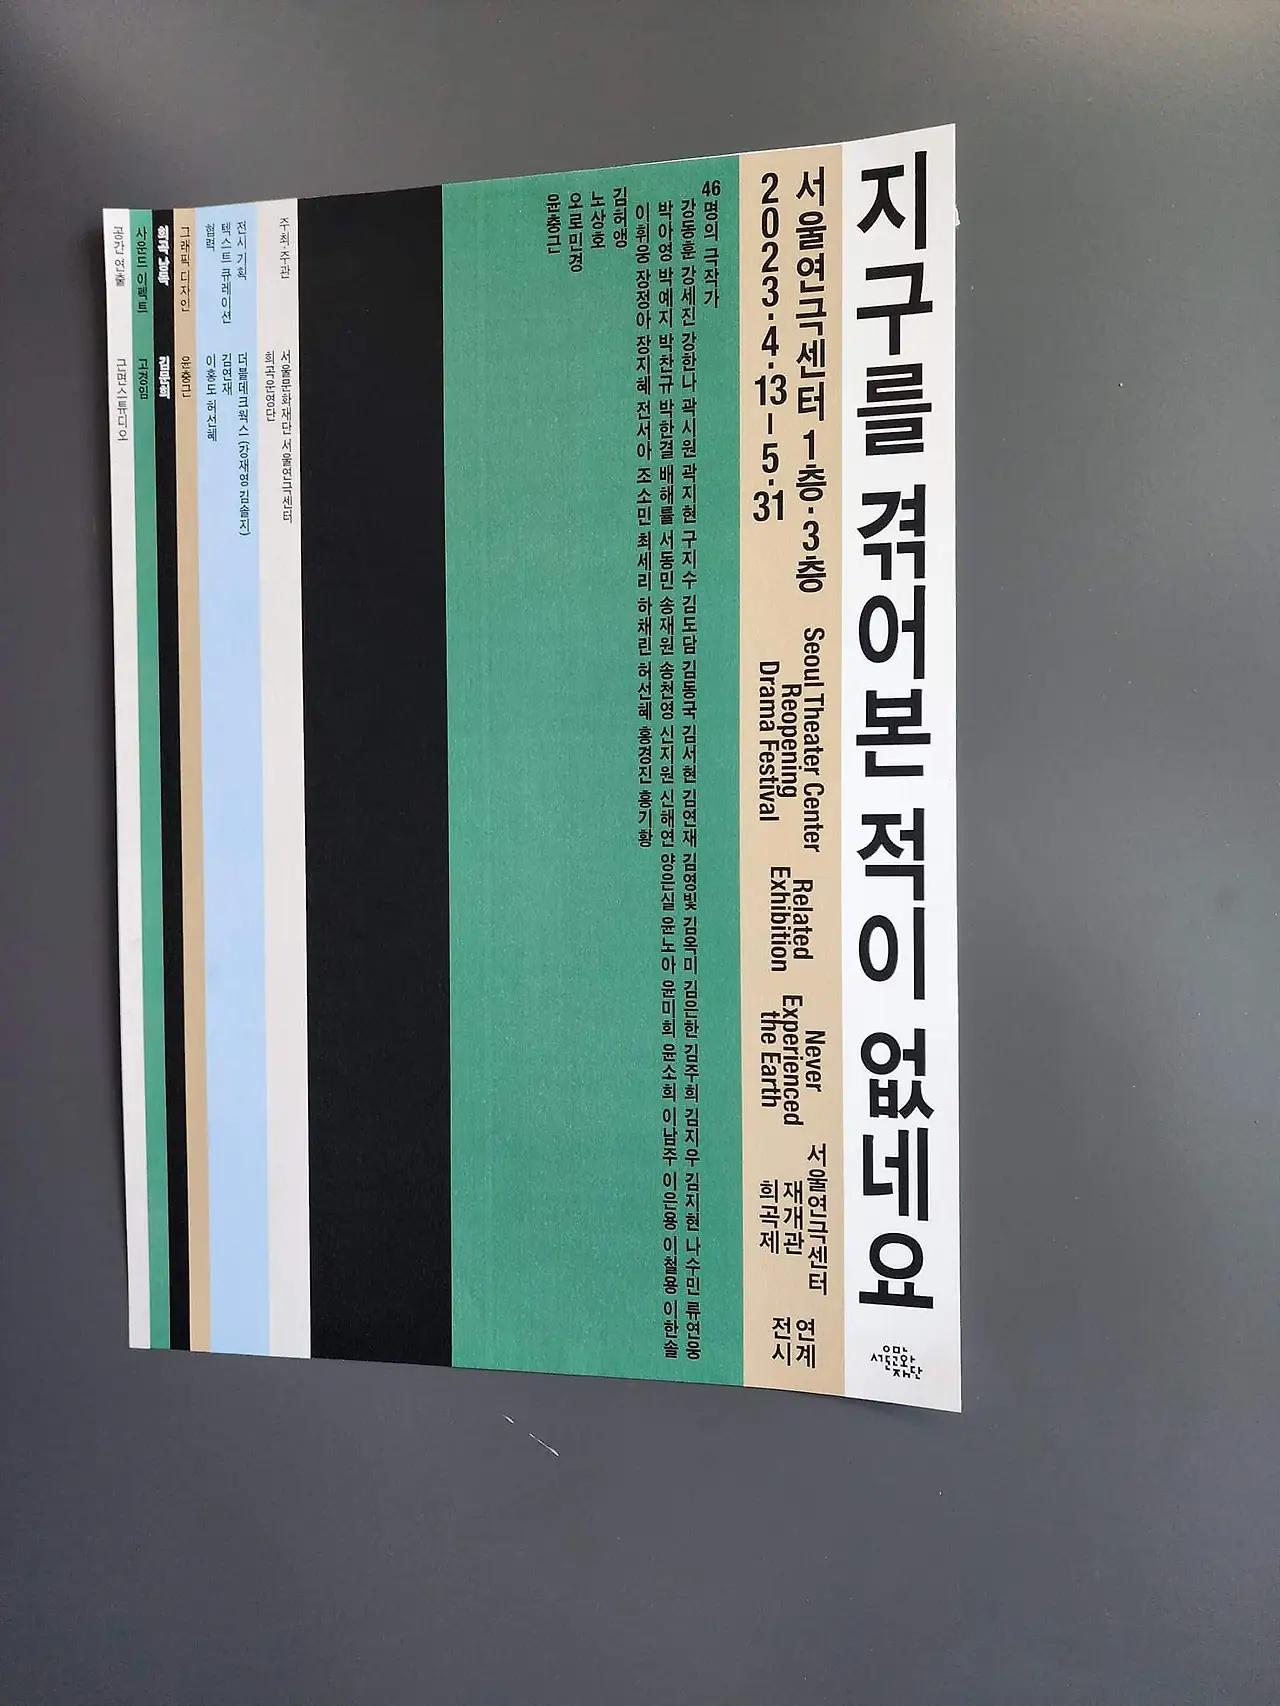 지구를 겪어본 적이 없네요
서울문화재단
서울연극센터 1층·3층
2023.4.13–5.31
Seoul Theater Center
Reopening
Drama Festival
Related
Exhibition
Never
Experienced
the Earth
서울연극센터
재개관
희곡제
연계
전시
46명의 극작가
강동훈 강세진 강한나 곽시원 곽지현 구지수 김도담 김동국 김서현 김연재 김영빛 김옥미 김은한 김주희 김지우 김지현 나수민 류연웅
박아영 박예지 박찬규 박한결 배해률 서동민 송재원 송천영 신지원 신해연 양은실 윤노아 윤미희 윤소희 이남주 이은용 이철용 이한솔
이휘웅 장정아 장지혜 전서아 조소민 최세리 하채린 허선혜 홍경진 홍기황
김허앵
노상호
오로민경
윤충근
주최·주관 서울문화재단 서울연극센터
희곡운영단
전시 기획 더블데크웍스(강재영 김솔지)
텍스트 큐레이션 김연재
협력 이홍도 허선혜
그래픽 디자인 윤충근
희곡 낭독 김문희
사운드 이펙트 고경임
공간 연출 근면스튜디오